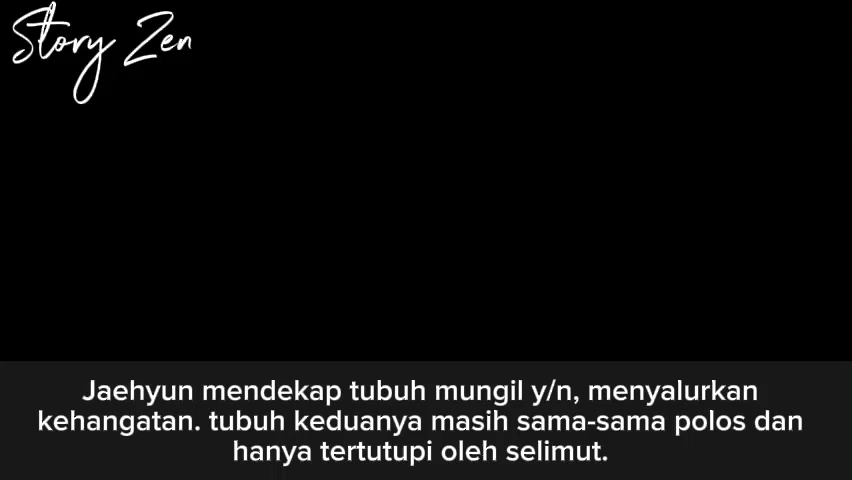 Story Zen
Jaehyun mendekap tubuh mungil y/n, menyalurkan
kehangatan. tubuh keduanya masih sama-sama polos dan
hanya tertutupi oleh selimut.